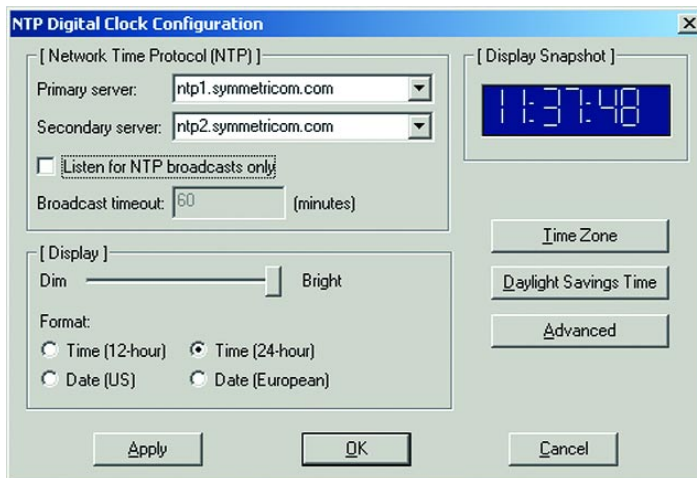 NTP Digital Clock Configuration
[ Network Time Protocol (NTP) ]
Primary server: ntp1.symmetricom.com
Secondary server: ntp2.symmetricom.com
Listen for NTP broadcasts only
Broadcast timeout: 60 (minutes)
[ Display Snapshot ]
11:37:48
Time Zone
Daylight Savings Time
Advanced
[ Display ]
Dim Bright
Format:
Time (12-hour) Time (24-hour)
Date (US) Date (European)
Apply OK Cancel